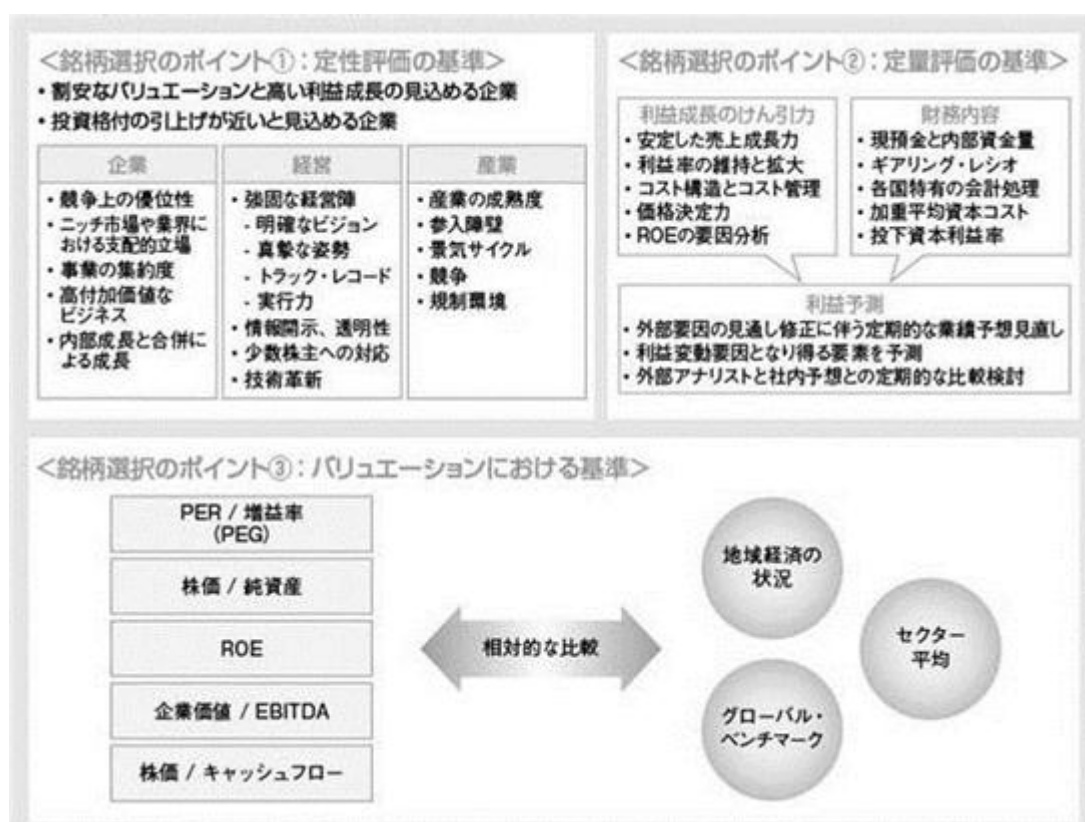 <銘柄選択のポイント①：定性評価の基準>
・割安なバリュエーションと高い利益成長の見込める企業
・投資格付の引上げが近いと見込める企業
企業
・競争上の優位性
・ニッチ市場や業界に
おける支配的立場
・事業の集約度
・高付加価値な
ビジネス
・内部成長と合併に
よる成長
経営
・強固な経営陣
- 明確なビジョン
- 真摯な姿勢
- トラック・レコード
- 実行力
・情報開示、透明性
・少数株主への対応
・技術革新
産業
・産業の成熟度
・参入障壁
・景気サイクル
・競争
・規制環境
<銘柄選択のポイント②：定量評価の基準>
利益成長のけん引力
・安定した売上成長力
・利益率の維持と拡大
・コスト構造とコスト管理
・価格決定力
・ROEの要因分析
財務内容
・現預金と内部資金量
・ギアリング・レシオ
・各国特有の会計処理
・加重平均資本コスト
・投下資本利益率
利益予測
・外部要因の見通し修正に伴う定期的な業績予想見直し
・利益変動要因となり得る要素を予測
・外部アナリストと社内予想との定期的な比較検討
<銘柄選択のポイント③：バリュエーションにおける基準>
PER / 増益率
(PEG)
株価 / 純資産
ROE
企業価値 / EBITDA
株価 / キャッシュフロー
相対的な比較
地域経済の
状況
セクター
平均
グローバル・
ベンチマーク